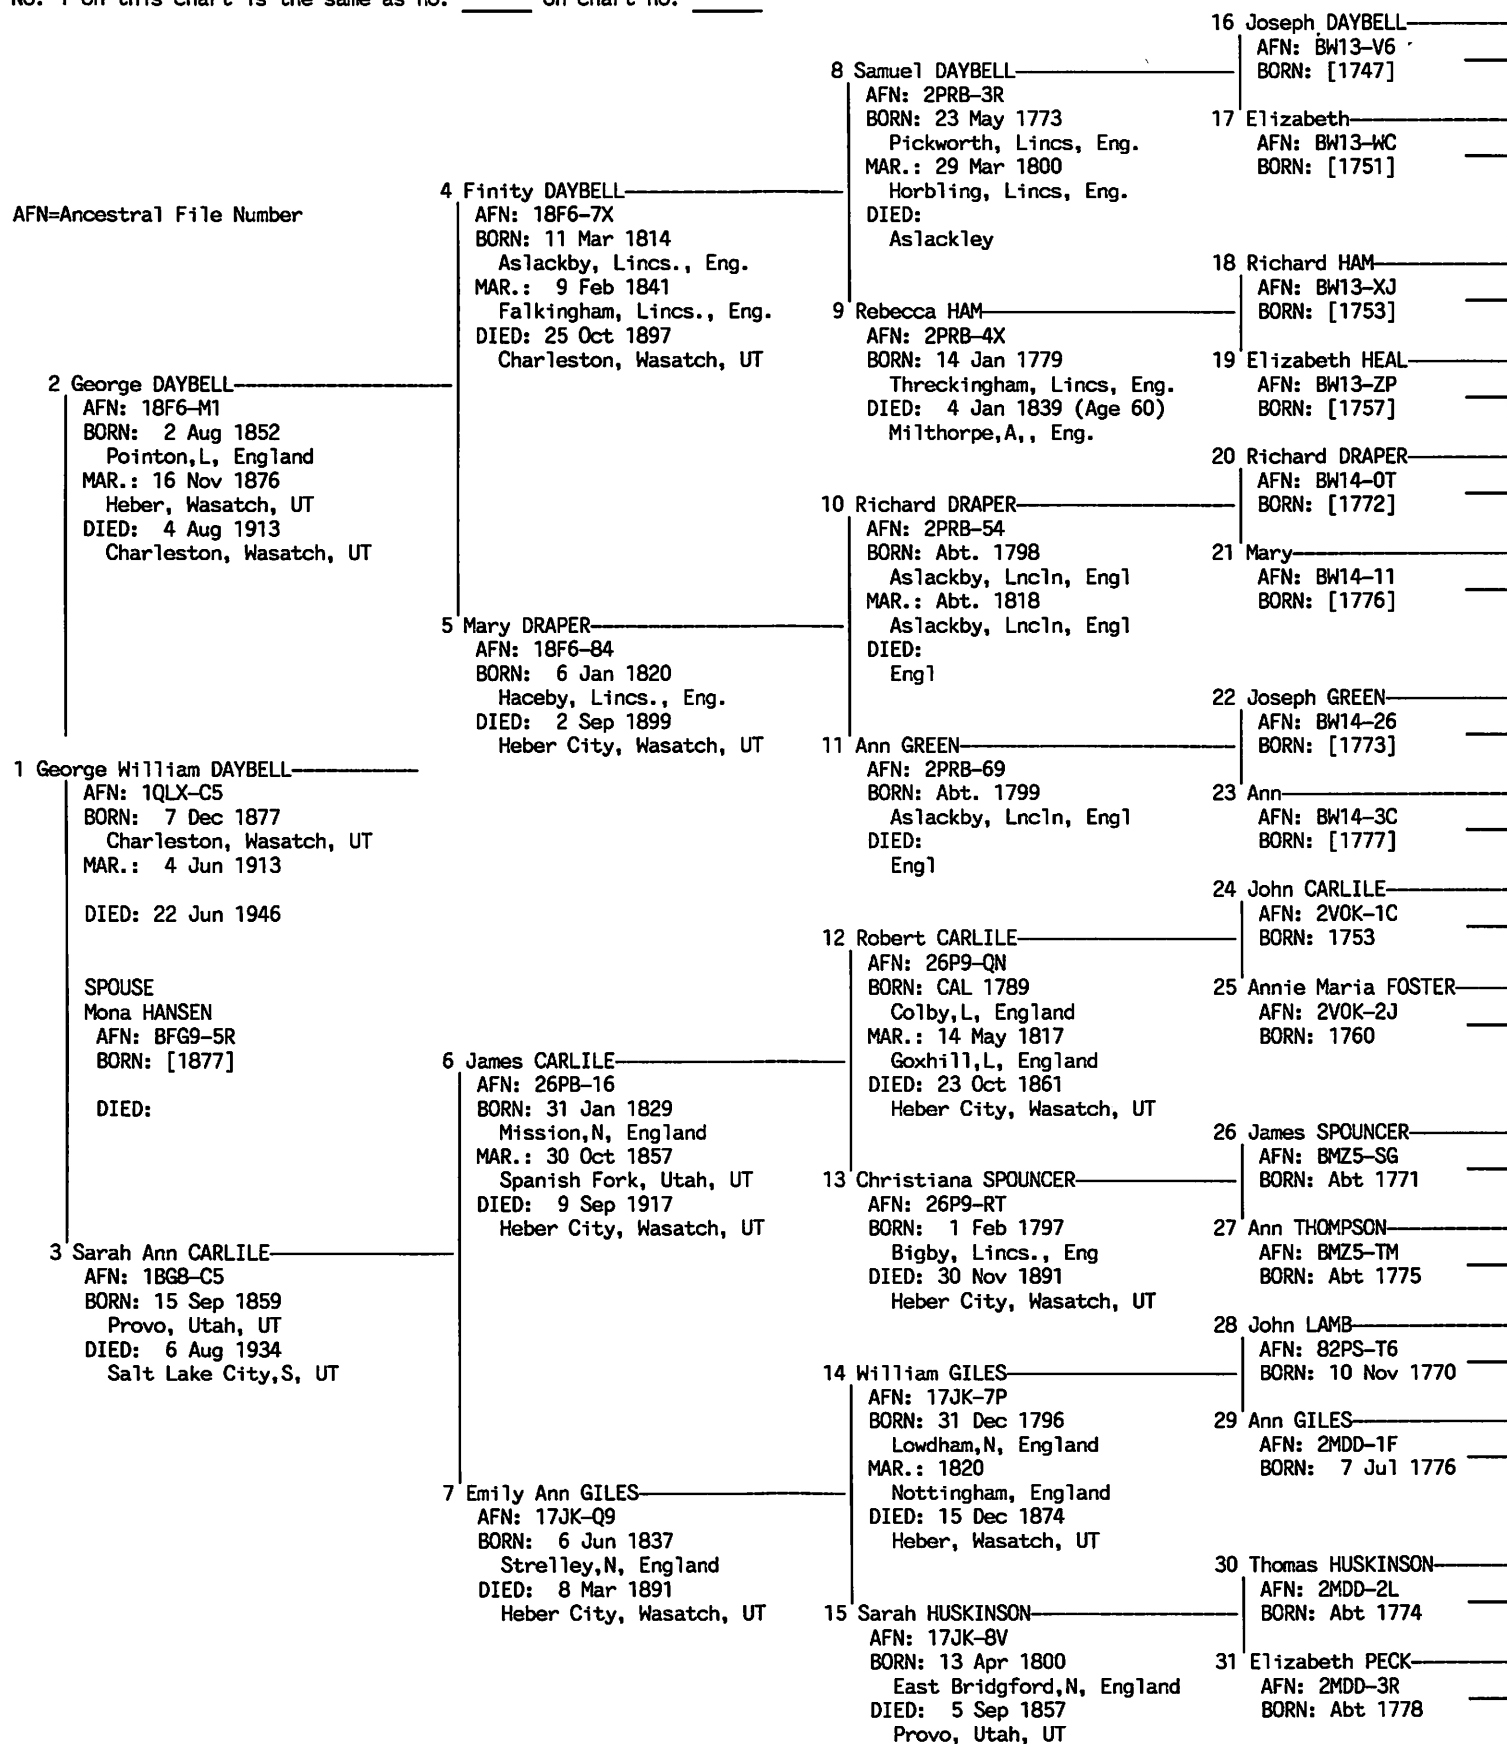 No. 1 on this chart is the same as no. ______ on chart no. ______
AFN=Ancestral File Number
1 George William DAYBELL
AFN: 1QLX-C5
BORN: 7 Dec 1877
Charleston, Wasatch, UT
MAR.: 4 Jun 1913
DIED: 22 Jun 1946
SPOUSE
Mona HANSEN
AFN: BFG9-5R
BORN: [1877]
DIED:
2 George DAYBELL
AFN: 18F6-M1
BORN: 2 Aug 1852
Pointon,L, England
MAR.: 16 Nov 1876
Heber, Wasatch, UT
DIED: 4 Aug 1913
Charleston, Wasatch, UT
3 Sarah Ann CARLILE
AFN: 1BG8-C5
BORN: 15 Sep 1859
Provo, Utah, UT
DIED: 6 Aug 1934
Salt Lake City,S, UT
4 Finity DAYBELL
AFN: 18F6-7X
BORN: 11 Mar 1814
Aslackby, Lincs., Eng.
MAR.: 9 Feb 1841
Falkingham, Lincs., Eng.
DIED: 25 Oct 1897
Charleston, Wasatch, UT
5 Mary DRAPER
AFN: 18F6-84
BORN: 6 Jan 1820
Haceby, Lincs., Eng.
DIED: 2 Sep 1899
Heber City, Wasatch, UT
6 James CARLILE
AFN: 26PB-16
BORN: 31 Jan 1829
Mission,N, England
MAR.: 30 Oct 1857
Spanish Fork, Utah, UT
DIED: 9 Sep 1917
Heber City, Wasatch, UT
7 Emily Ann GILES
AFN: 17JK-Q9
BORN: 6 Jun 1837
Strelley,N, England
DIED: 8 Mar 1891
Heber City, Wasatch, UT
8 Samuel DAYBELL
AFN: 2PRB-3R
BORN: 23 May 1773
Pickworth, Lincs, Eng.
MAR.: 29 Mar 1800
Horbling, Lincs, Eng.
DIED:
Aslackley
9 Rebecca HAM
AFN: 2PRB-4X
BORN: 14 Jan 1779
Threckingham, Lincs, Eng.
DIED: 4 Jan 1839 (Age 60)
Milthorpe,A,, Eng.
10 Richard DRAPER
AFN: 2PRB-54
BORN: Abt. 1798
Aslackby, Lncln, Engl
MAR.: Abt. 1818
Aslackby, Lncln, Engl
DIED:
Engl
11 Ann GREEN
AFN: 2PRB-69
BORN: Abt. 1799
Aslackby, Lncln, Engl
DIED:
Engl
12 Robert CARLILE
AFN: 26P9-QN
BORN: CAL 1789
Colby,L, England
MAR.: 14 May 1817
Goxhill,L, England
DIED: 23 Oct 1861
Heber City, Wasatch, UT
13 Christiana SPOUNCER
AFN: 26P9-RT
BORN: 1 Feb 1797
Bigby, Lincs., Eng
DIED: 30 Nov 1891
Heber City, Wasatch, UT
14 William GILES
AFN: 17JK-7P
BORN: 31 Dec 1796
Lowdham,N, England
MAR.: 1820
Nottingham, England
DIED: 15 Dec 1874
Heber, Wasatch, UT
15 Sarah HUSKINSON
AFN: 17JK-8V
BORN: 13 Apr 1800
East Bridgford,N, England
DIED: 5 Sep 1857
Provo, Utah, UT
16 Joseph DAYBELL
AFN: BW13-V6
BORN: [1747]
17 Elizabeth
AFN: BW13-WC
BORN: [1751]
18 Richard HAM
AFN: BW13-XJ
BORN: [1753]
19 Elizabeth HEAL
AFN: BW13-ZP
BORN: [1757]
20 Richard DRAPER
AFN: BW14-0T
BORN: [1772]
21 Mary
AFN: BW14-11
BORN: [1776]
22 Joseph GREEN
AFN: BW14-26
BORN: [1773]
23 Ann
AFN: BW14-3C
BORN: [1777]
24 John CARLILE
AFN: 2V0K-1C
BORN: 1753
25 Annie Maria FOSTER
AFN: 2V0K-2J
BORN: 1760
26 James SPOUNCER
AFN: BMZ5-SG
BORN: Abt 1771
27 Ann THOMPSON
AFN: BMZ5-TM
BORN: Abt 1775
28 John LAMB
AFN: 82PS-T6
BORN: 10 Nov 1770
29 Ann GILES
AFN: 2MDD-1F
BORN: 7 Jul 1776
30 Thomas HUSKINSON
AFN: 2MDD-2L
BORN: Abt 1774
31 Elizabeth PECK
AFN: 2MDD-3R
BORN: Abt 1778